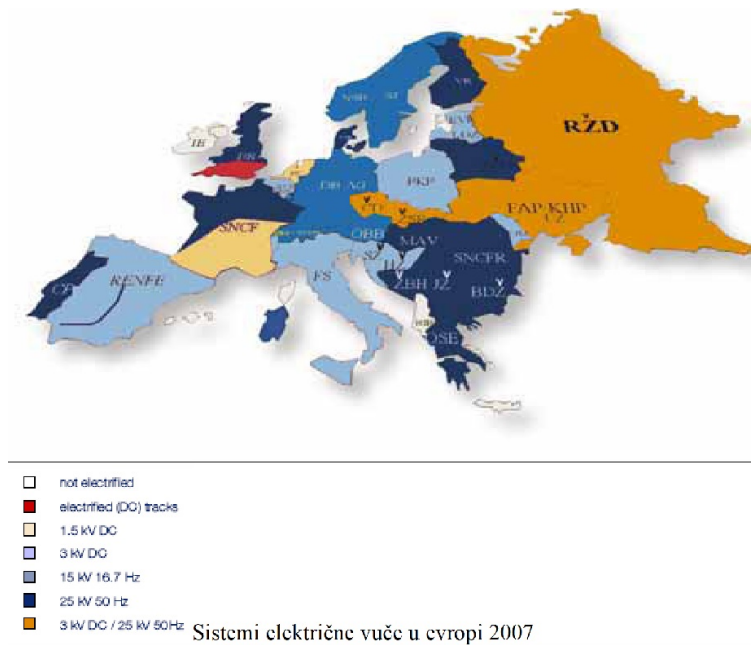 VR
RŽD
IE
PKP
DB AG
FAP-KHP
UZ
ŽSR
ÖBB
SNCF
MAV
SŽ
SNCFR
RENFE
CP
FS
ŽBH JŽ
BDŽ
OSE
not electrified
electrified (DC) tracks
1.5 kV DC
3 kV DC
15 kV 16.7 Hz
25 kV 50 Hz
3 kV DC / 25 kV 50Hz
Sistemi električne vuče u evropi 2007